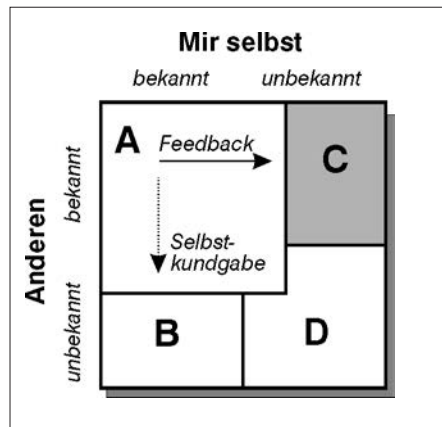 Mir selbst
bekannt unbekannt
Anderen
bekannt
unbekannt
A
Feedback
C
Selbst-
kundgabe
B
D